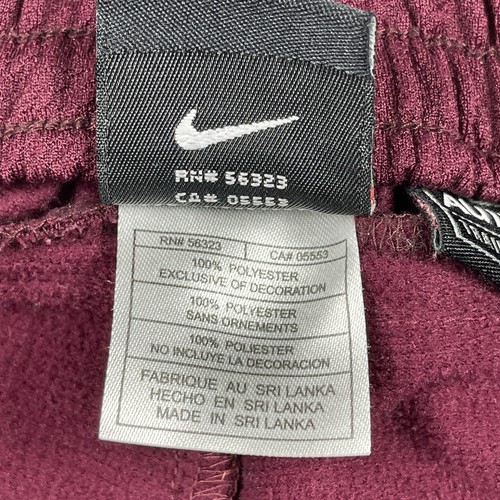 RN# 56323
CA# 05553
RN# 56323 CA# 05553
100% POLYESTER
EXCLUSIVE OF DECORATION
100% POLYESTER
SANS ORNEMENTS
100% POLIESTER
NO INCLUYE LA DECORACION
FABRIQUE AU SRI LANKA
HECHO EN SRI LANKA
MADE IN SRI LANKA